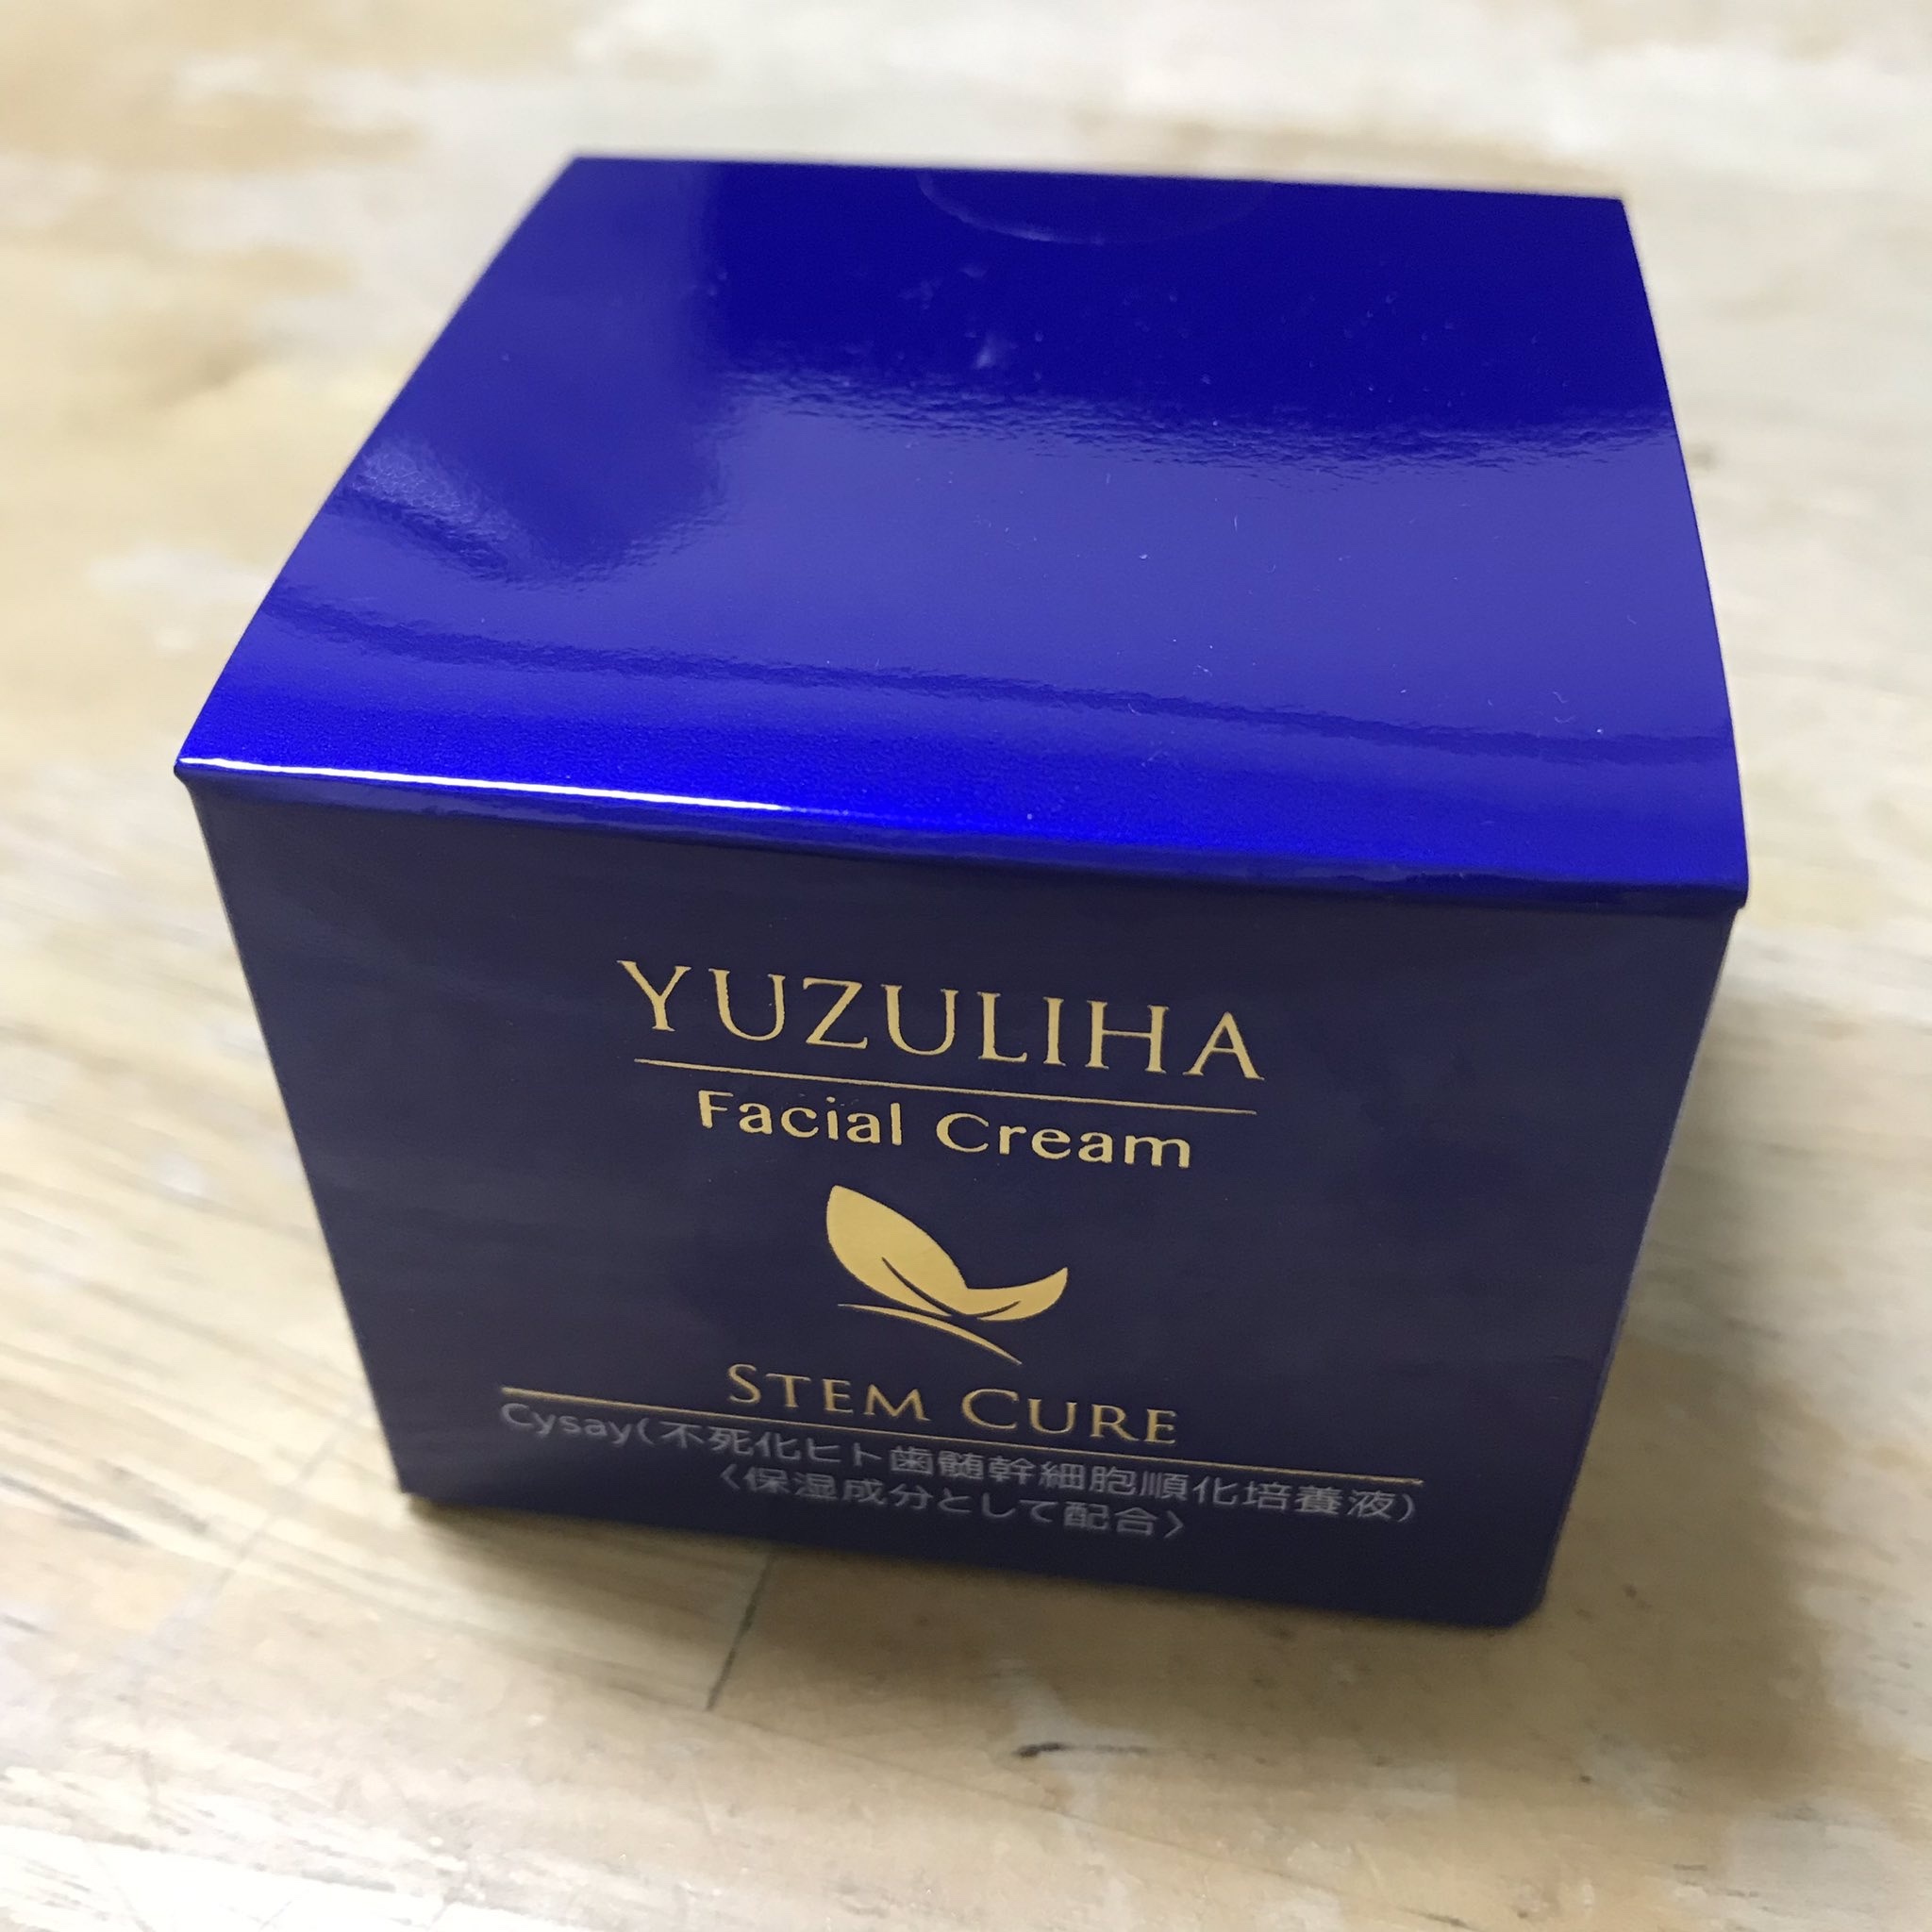 YUZULIHA
Facial Cream
STEM CURE
Cysay(不死化ヒト歯髄幹細胞順化培養液)
〈保湿成分として配合〉